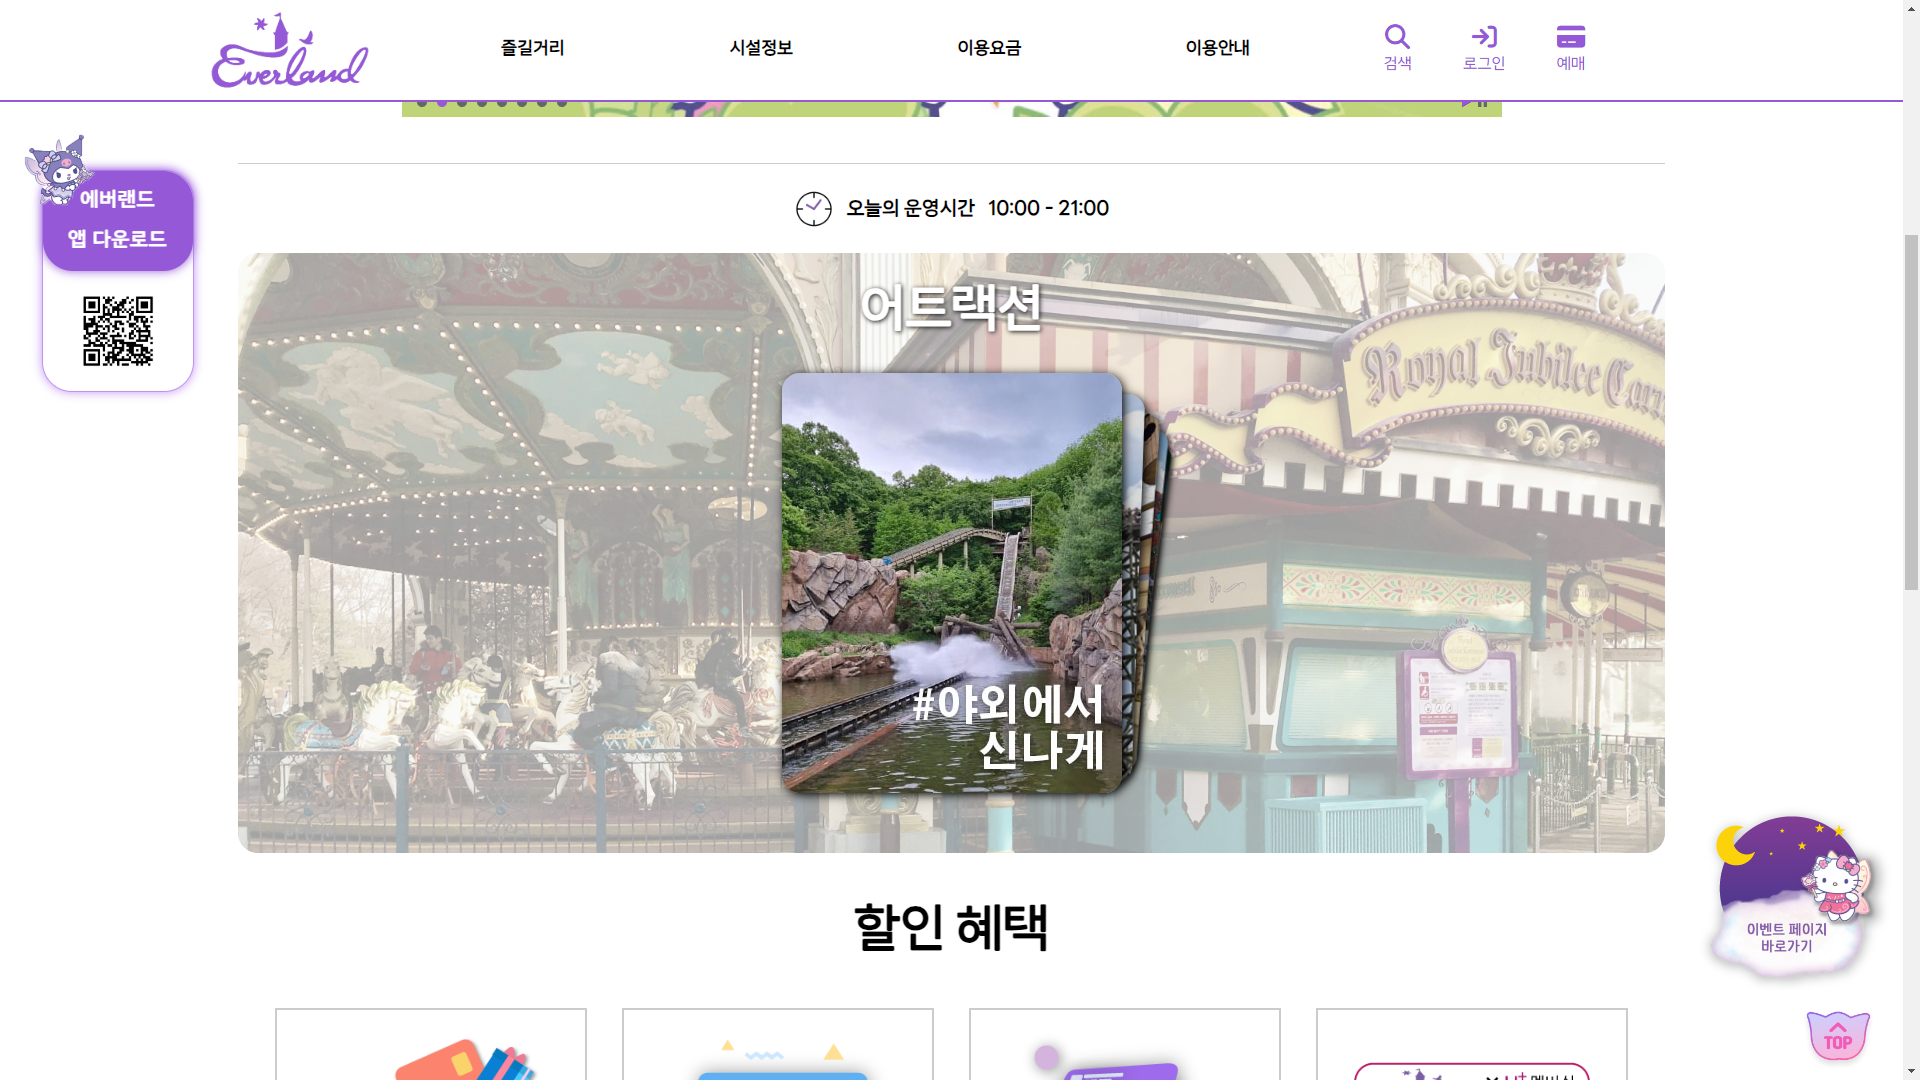 Everland
즐길거리
시설정보
이용요금
이용안내
검색
로그인
예매
에버랜드
앱 다운로드
오늘의 운영시간 10:00 - 21:00
어트랙션
Royal Jubilee
#야외에서
신나게
할인 혜택
이벤트 페이지
바로가기
TOP